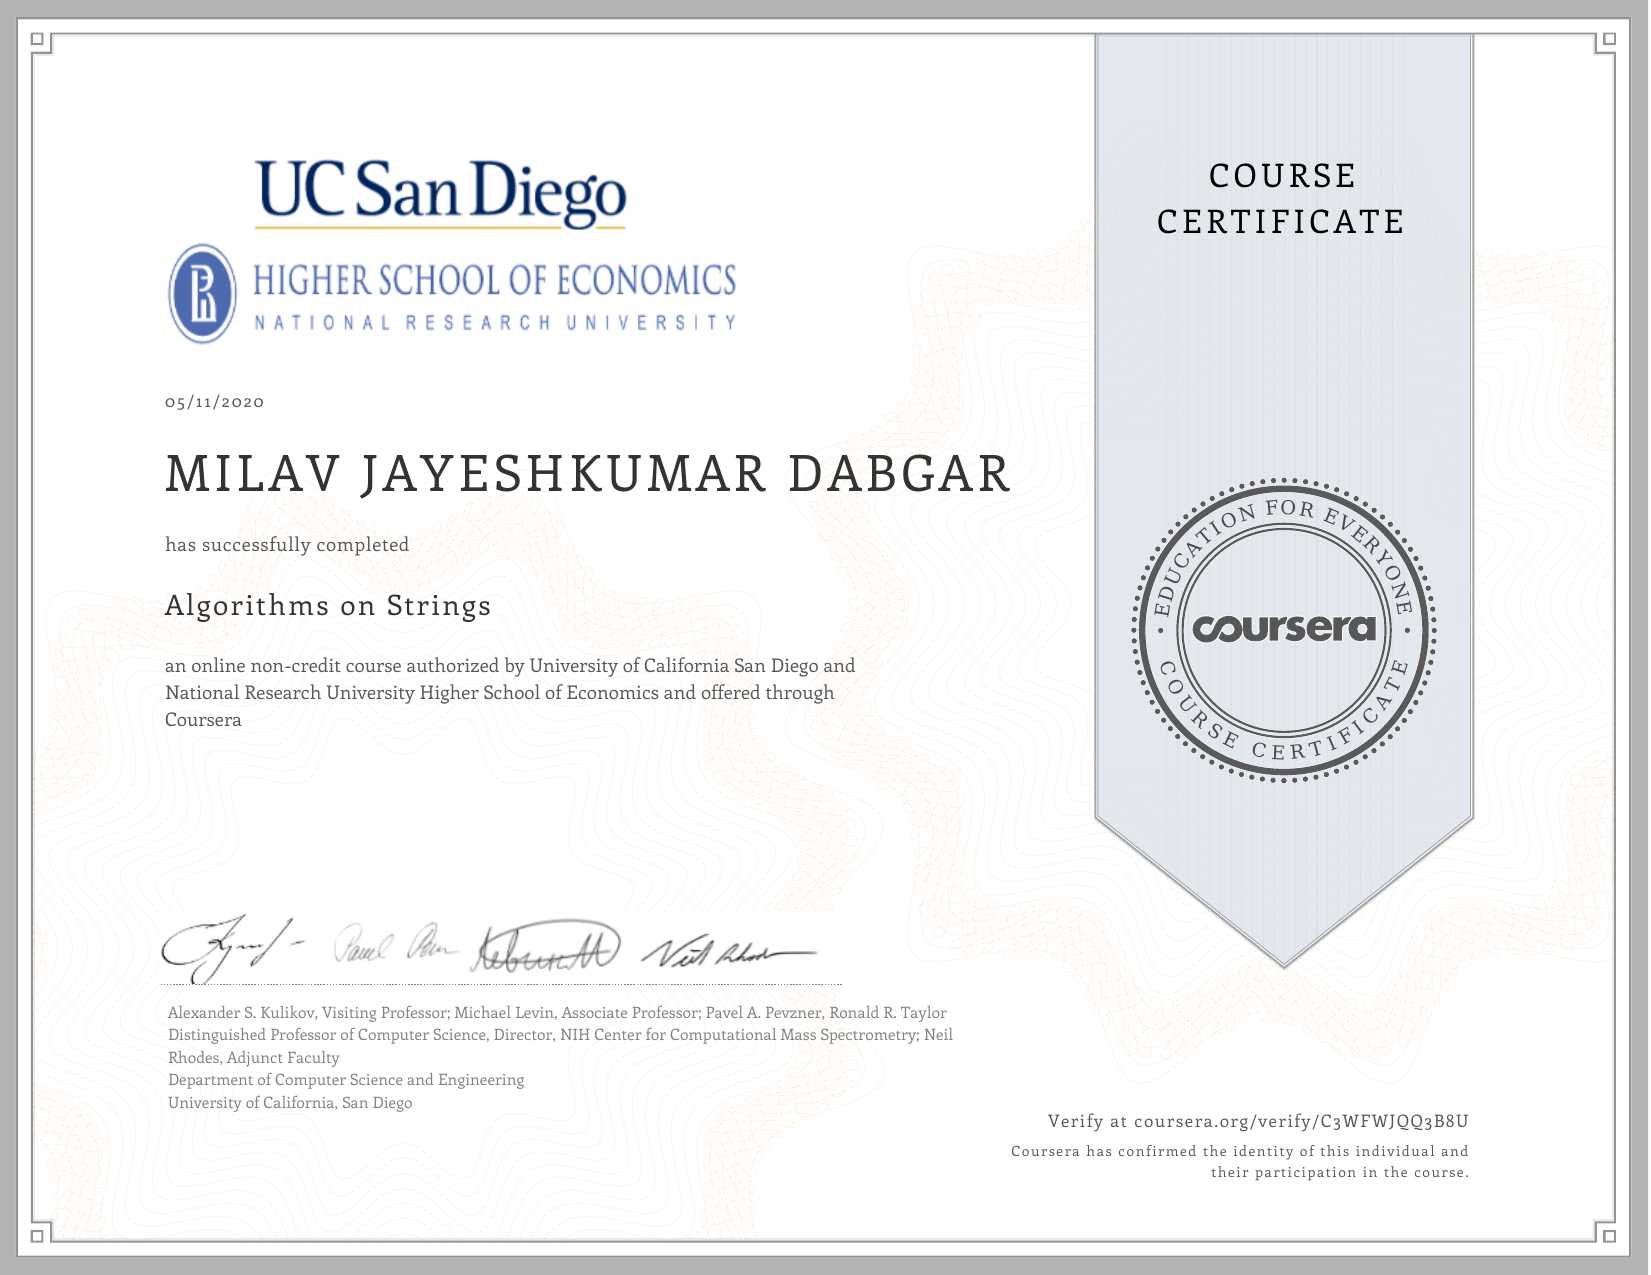 UC San Diego
HIGHER SCHOOL OF ECONOMICS
NATIONAL RESEARCH UNIVERSITY
05/11/2020
MILAV JAYESHKUMAR DABGAR
has successfully completed
Algorithms on Strings
an online non-credit course authorized by University of California San Diego and
National Research University Higher School of Economics and offered through
Coursera
Alexander S. Kulikov, Visiting Professor; Michael Levin, Associate Professor; Pavel A. Pevzner, Ronald R. Taylor
Distinguished Professor of Computer Science, Director, NIH Center for Computational Mass Spectrometry; Neil
Rhodes, Adjunct Faculty
Department of Computer Science and Engineering
University of California, San Diego
COURSE
CERTIFICATE
EDUCATION FOR EVERYONE
coursera
COURSE CERTIFICATE
Verify at coursera.org/verify/C3WFWJQQ3B8U
Coursera has confirmed the identity of this individual and
their participation in the course.